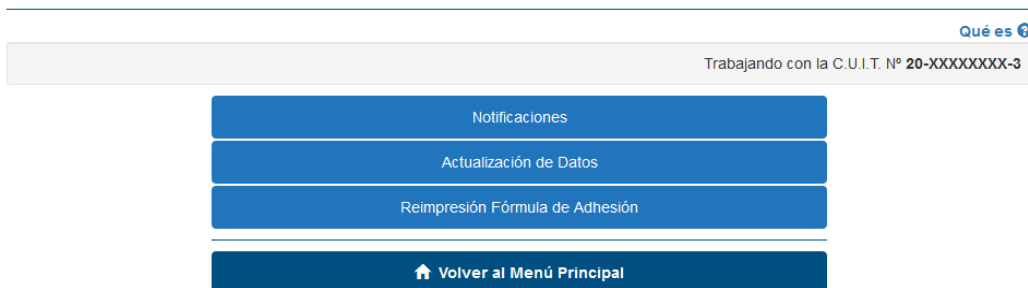 Qué es
Trabajando con la C.U.I.T. Nº 20-XXXXXXXX-3
Notificaciones
Actualización de Datos
Reimpresión Fórmula de Adhesión
Volver al Menú Principal